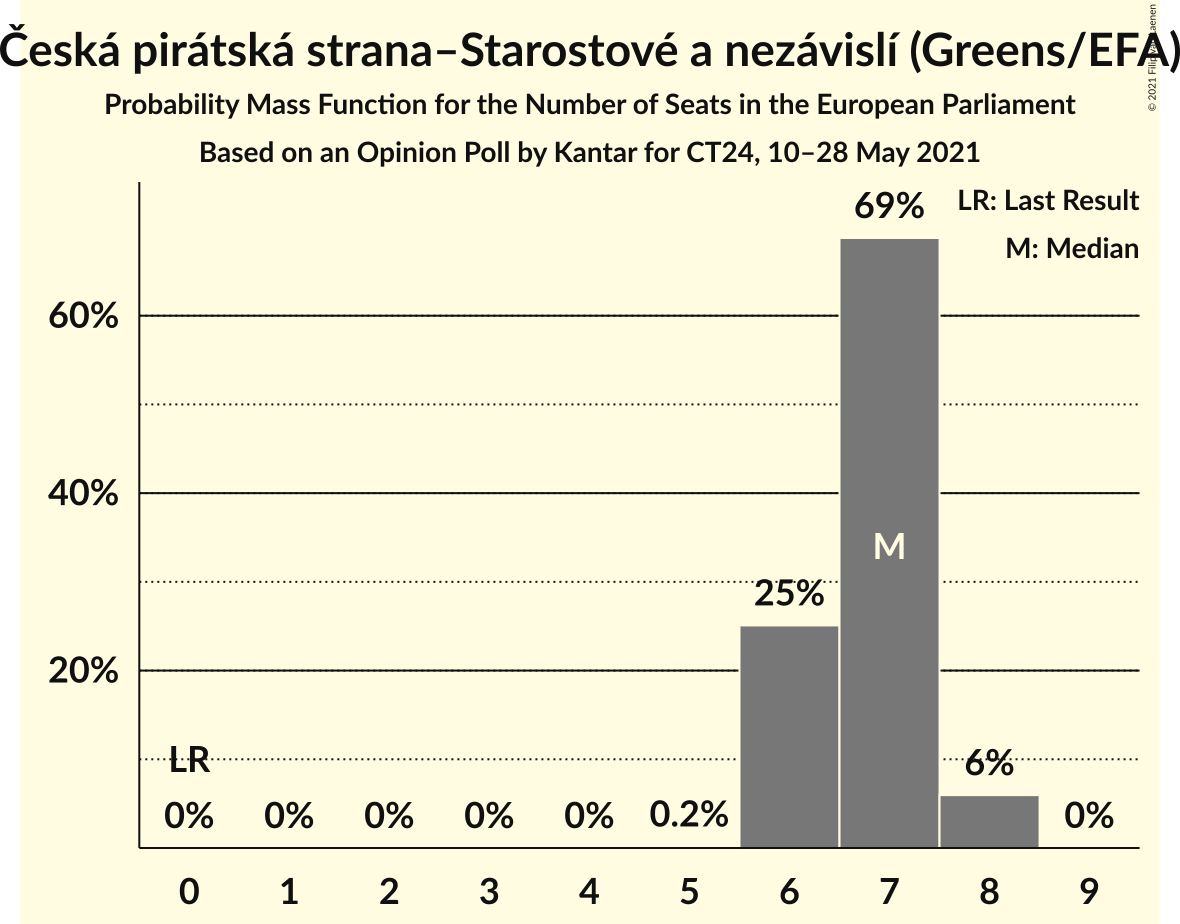 Česká pirátská strana–Starostové a nezávislí (Greens/EFA)
Probability Mass Function for the Number of Seats in the European Parliament
Based on an Opinion Poll by Kantar for CT24, 10–28 May 2021
© 2021 Filip
LR: Last Result
M: Median
69%
60%
40%
M
25%
20%
LR
6%
0% 0% 0% 0% 0% 0.2% 0%
0 1 2 3 4 5 6 7 8 9